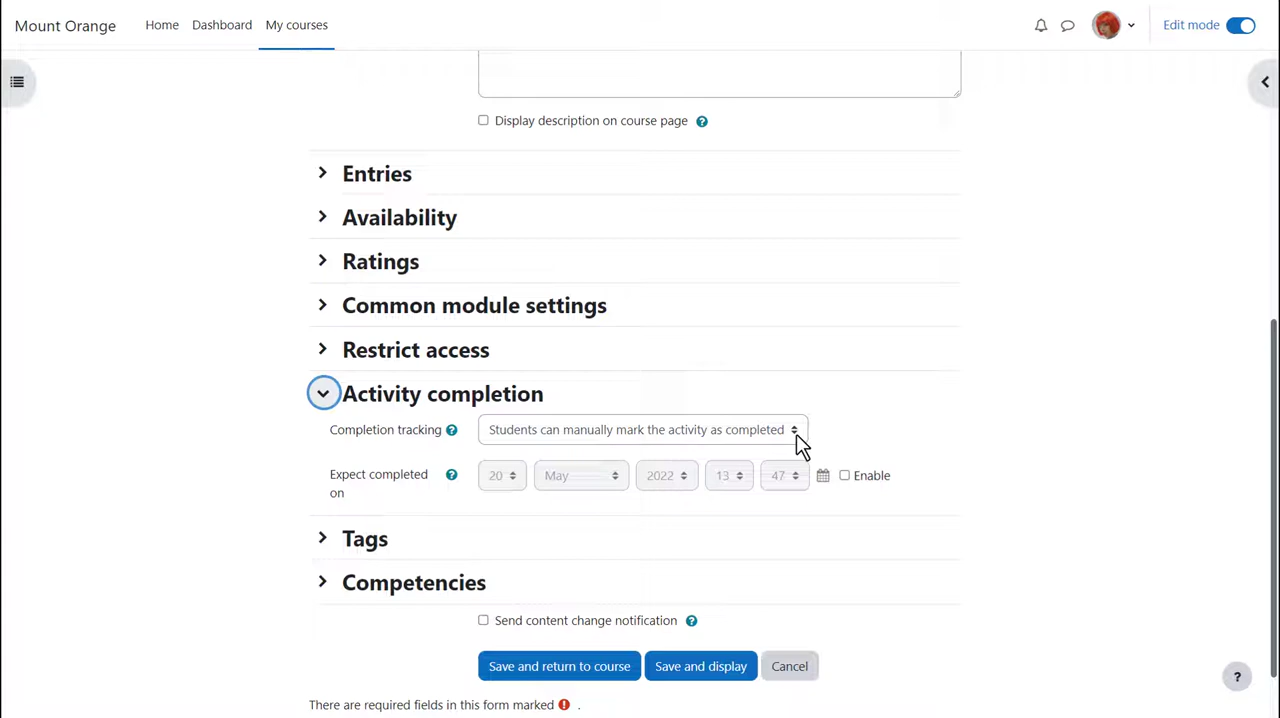 Mount Orange
Home Dashboard My courses
Edit mode
Display description on course page ?
Entries
Availability
Ratings
Common module settings
Restrict access
Activity completion
Completion tracking ? Students can manually mark the activity as completed
Expect completed on ? 20 May 2022 13 47 Enable
Tags
Competencies
Send content change notification ?
Save and return to course Save and display Cancel
?
There are required fields in this form marked ! .